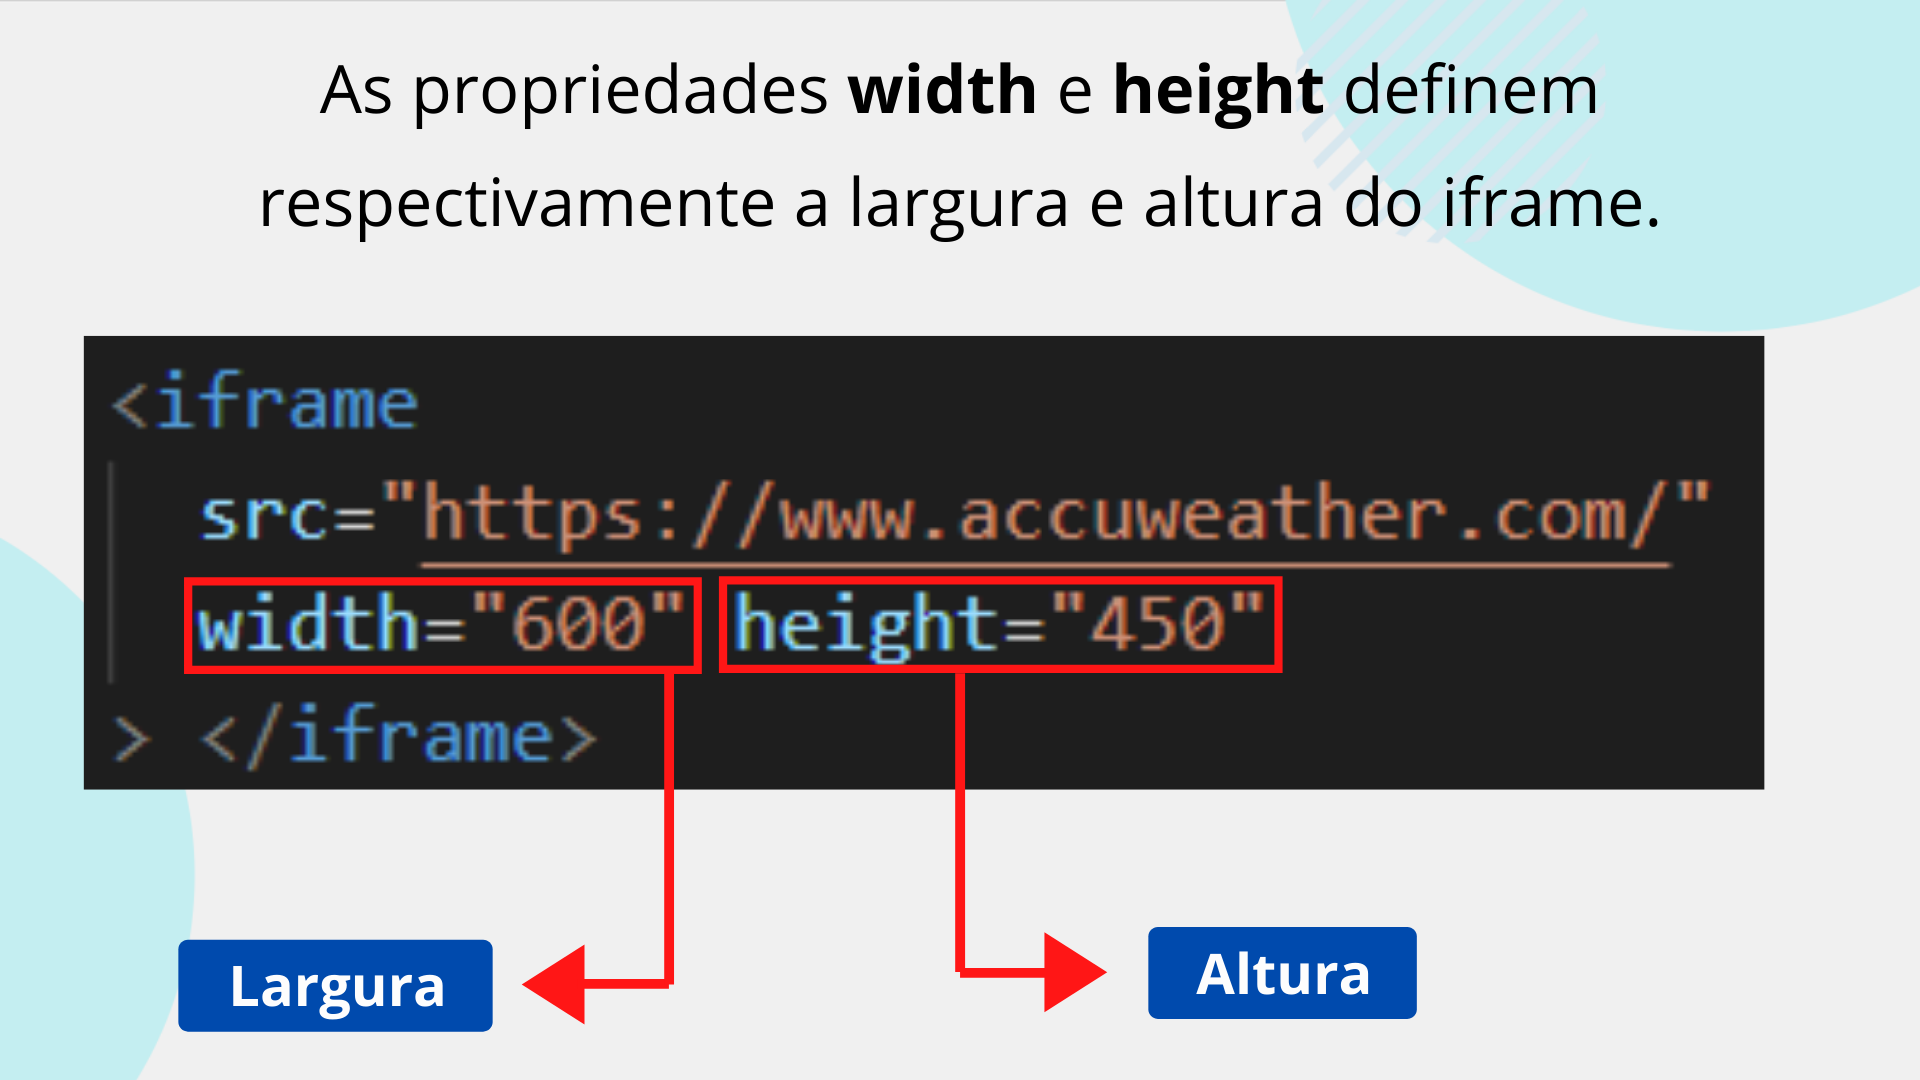 As propriedades width e height definem
respectivamente a largura e altura do iframe.
<iframe
src="https://www.accuweather.com/"
width="600" height="450"
> </iframe>
Largura
Altura